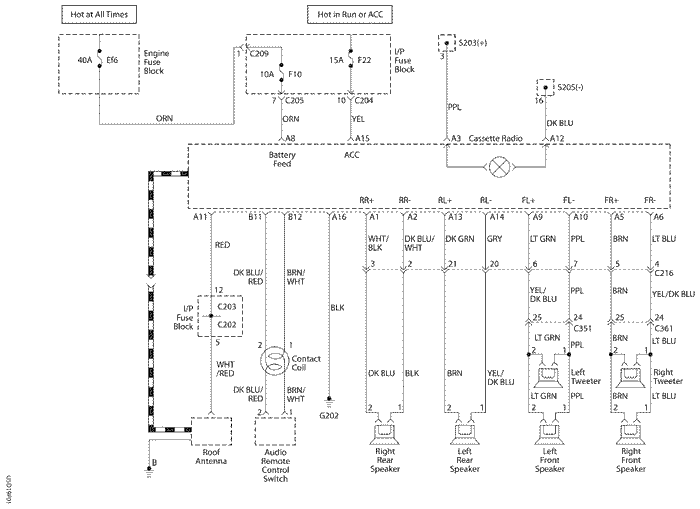 Hot at All Times
Hot in Run or ACC
40A Ef6
Engine
Fuse
Block
1 C209
10A F10
15A F22
I/P
Fuse
Block
S203(+)
3
S205(-)
16
7 C205
10 C204
ORN
ORN
YEL
PPL
DK BLU
A8
A15
A3
Cassette Radio
A12
Battery
Feed
ACC
RR+
RR-
RL+
RL-
FL+
FL-
FR+
FR-
A11
B11
B12
A16
A1
A2
A13
A14
A9
A10
A5
A6
RED
DK BLU/
RED
BRN/
WHT
BLK
WHT/
BLK
DK BLU/
WHT
DK GRN
GRY
LT GRN
PPL
BRN
LT BLU
3
2
21
20
6
7
5
4
C216
12
I/P
Fuse
Block
C203
C202
5
YEL/
DK BLU
PPL
BRN
YEL/DK BLU
25
24
C351
25
24
C361
LT GRN
PPL
BRN
LT BLU
2
1
2
1
Left
Tweeter
Right
Tweeter
2
1
Contact
Coil
WHT
/RED
DK BLU/
RED
BRN/
WHT
G202
DK BLU
BLK
BRN
YEL/
DK BLU
LT GRN
PPL
BRN
LT BLU
2
1
2
1
2
1
2
1
2
1
B
Roof
Antenna
Audio
Remote
Control
Switch
Right
Rear
Speaker
Left
Rear
Speaker
Left
Front
Speaker
Right
Front
Speaker